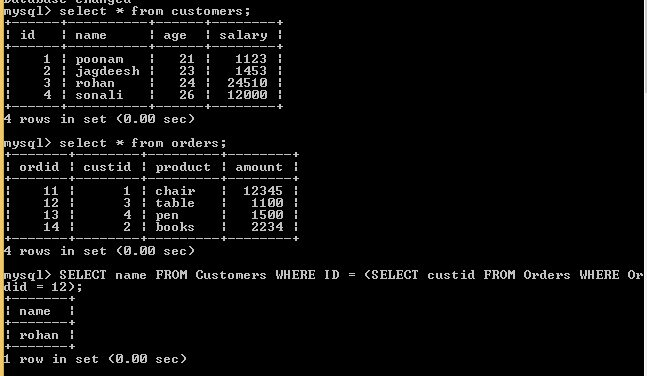 Database changed
mysql> select * from customers;
+------+----------+------+--------+
| id   | name     | age  | salary |
+------+----------+------+--------+
|    1 | poonam   |   21 |   1123 |
|    2 | jagdeesh |   23 |   1453 |
|    3 | rohan    |   24 |  24510 |
|    4 | sonali   |   26 |  12000 |
+------+----------+------+--------+
4 rows in set (0.00 sec)
mysql> select * from orders;
+-------+--------+---------+--------+
| ordid | custid | product | amount |
+-------+--------+---------+--------+
|    11 |      1 | chair   |  12345 |
|    12 |      3 | table   |   1100 |
|    13 |      4 | pen     |   1500 |
|    14 |      2 | books   |   2234 |
+-------+--------+---------+--------+
4 rows in set (0.00 sec)
mysql> SELECT name FROM Customers WHERE ID = (SELECT custid FROM Orders WHERE Or
did = 12);
+-------+
| name  |
+-------+
| rohan |
+-------+
1 row in set (0.00 sec)